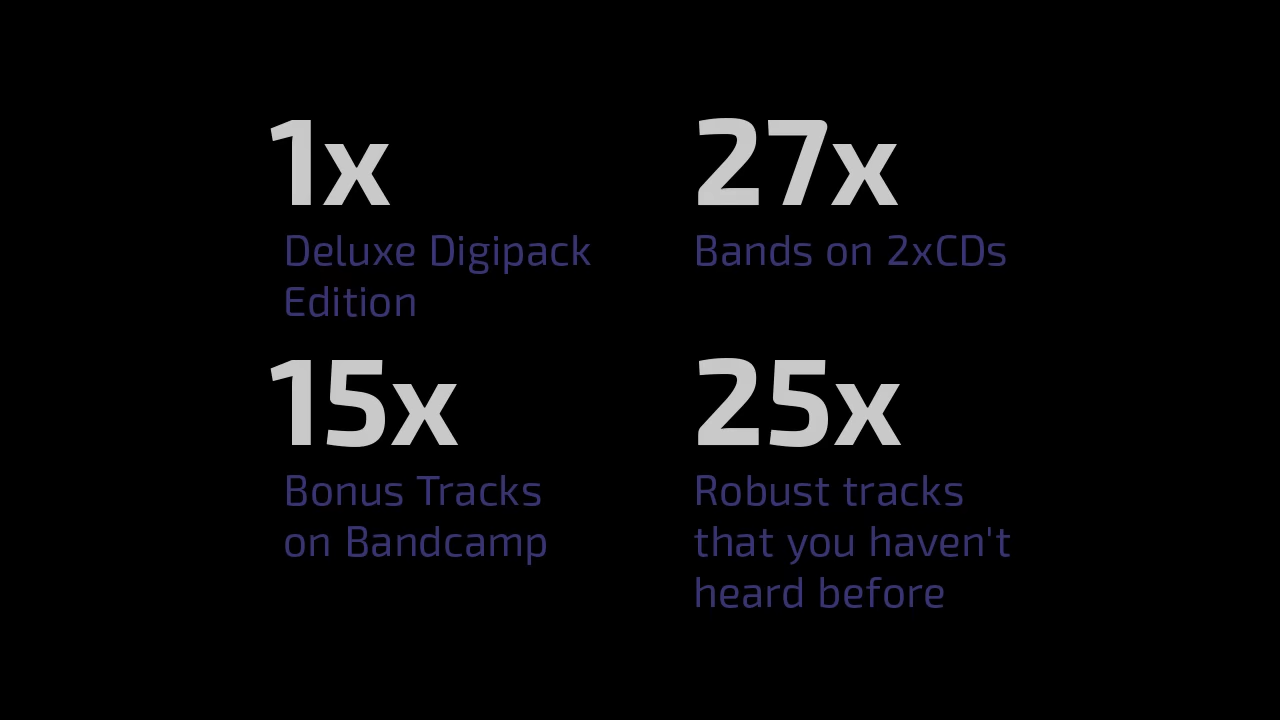 1x
Deluxe Digipack
Edition
27x
Bands on 2xCDs
15x
Bonus Tracks
on Bandcamp
25x
Robust tracks
that you haven't
heard before